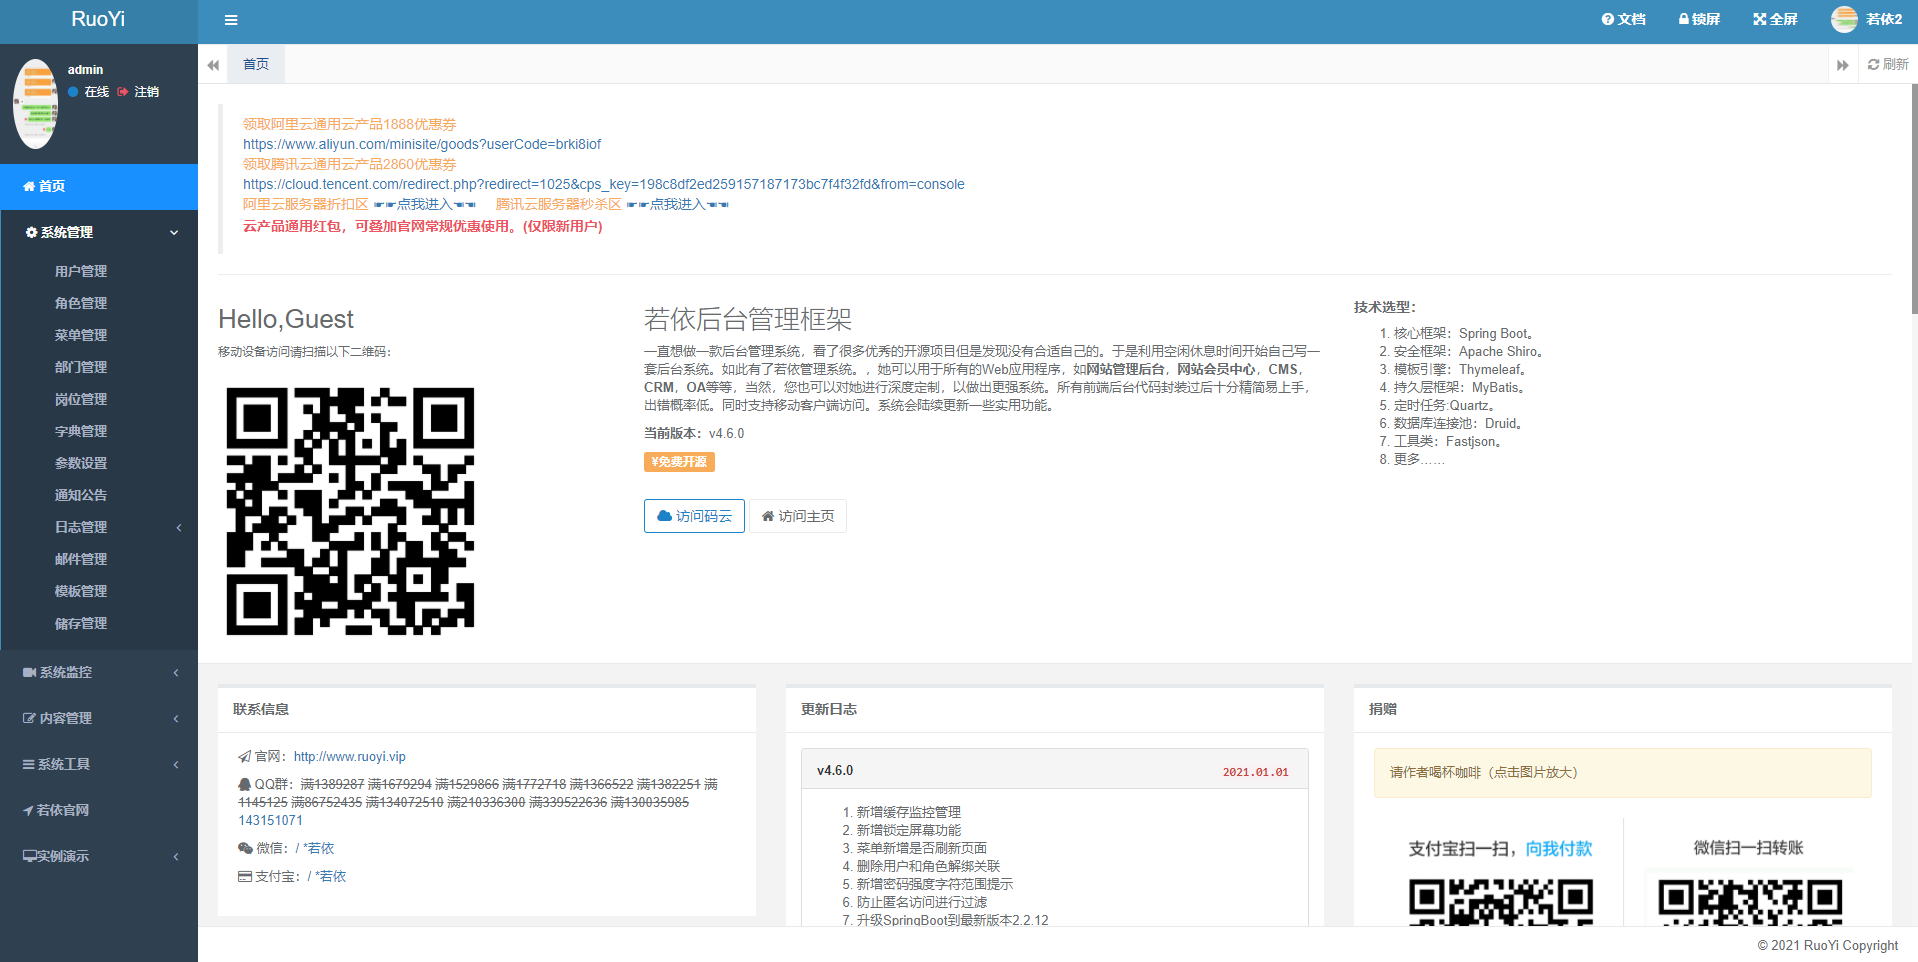 RuoYi
文档
锁屏
全屏
若依2
admin
在线
注销
首页
刷新
首页
系统管理
用户管理
角色管理
菜单管理
部门管理
岗位管理
字典管理
参数设置
通知公告
日志管理
邮件管理
模板管理
储存管理
系统监控
内容管理
系统工具
若依官网
实例演示
领取阿里云通用云产品1888优惠券
https://www.aliyun.com/minisite/goods?userCode=brki8iof
领取腾讯云通用云产品2860优惠券
https://cloud.tencent.com/redirect.php?redirect=1025&cps_key=198c8df2ed259157187173bc7f4f32fd&from=console
阿里云服务器折扣区 ☛☛点我进入☚☚ 腾讯云服务器秒杀区 ☛☛点我进入☚☚
云产品通用红包，可叠加官网常规优惠使用。(仅限新用户)
Hello,Guest
移动设备访问请扫描以下二维码：
若依后台管理框架
一直想做一款后台管理系统，看了很多优秀的开源项目但是发现没有合适自己的。于是利用空闲休息时间开始自己写一
套后台系统。如此有了若依管理系统。，她可以用于所有的Web应用程序，如网站管理后台，网站会员中心，CMS，
CRM，OA等等，当然，您也可以对她进行深度定制，以做出更强系统。所有前端后台代码封装过后十分精简易上手，
出错概率低。同时支持移动客户端访问。系统会陆续更新一些实用功能。
当前版本：v4.6.0
¥免费开源
访问码云
访问主页
技术选型：
1. 核心框架：Spring Boot。
2. 安全框架：Apache Shiro。
3. 模板引擎：Thymeleaf。
4. 持久层框架：MyBatis。
5. 定时任务:Quartz。
6. 数据库连接池：Druid。
7. 工具类：Fastjson。
8. 更多……
联系信息
官网：http://www.ruoyi.vip
QQ群：满1389287 满1679294 满1529866 满1772718 满1366522 满1382251 满
1145125 满86752435 满134072510 满210336300 满339522636 满130035985
143151071
微信：/ *若依
支付宝：/ *若依
更新日志
v4.6.0
2021.01.01
1. 新增缓存监控管理
2. 新增锁定屏幕功能
3. 菜单新增是否刷新页面
4. 删除用户和角色解绑关联
5. 新增密码强度字符范围提示
6. 防止匿名访问进行过滤
7. 升级SpringBoot到最新版本2.2.12
捐赠
请作者喝杯咖啡（点击图片放大）
支付宝扫一扫，向我付款
微信扫一扫转账
© 2021 RuoYi Copyright